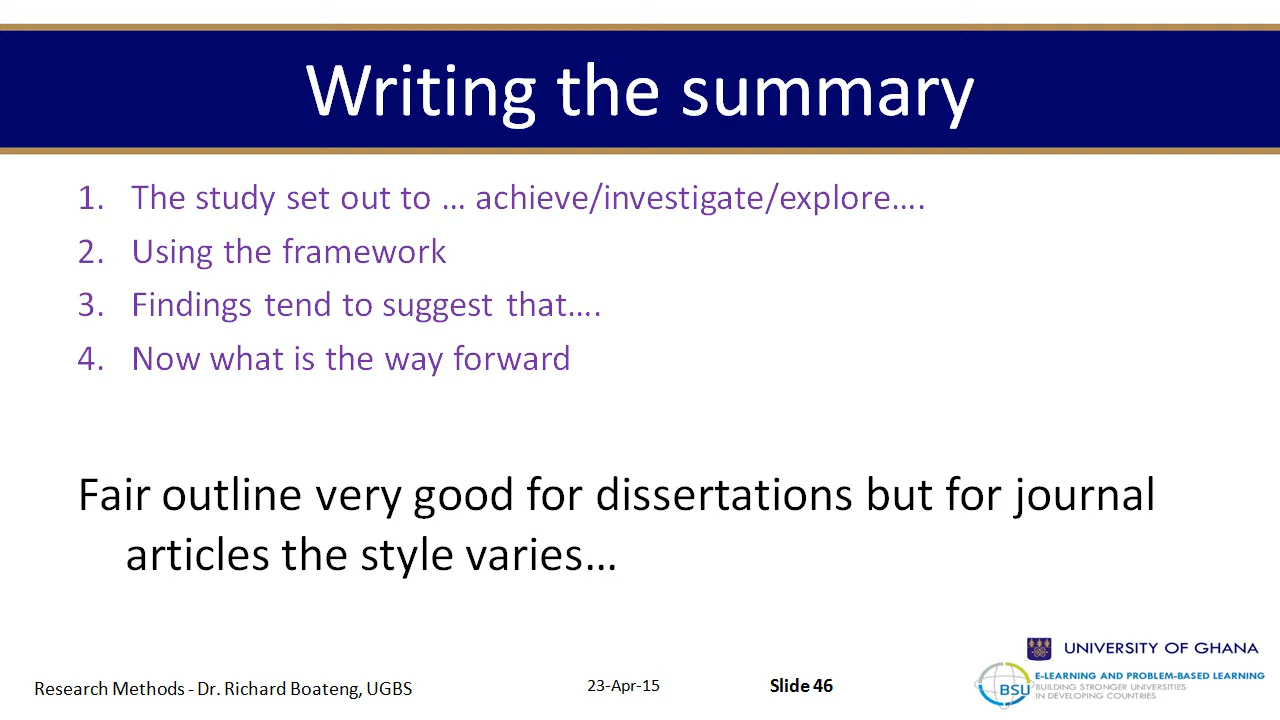 Writing the summary
1. The study set out to … achieve/investigate/explore….
2. Using the framework
3. Findings tend to suggest that….
4. Now what is the way forward
Fair outline very good for dissertations but for journal
articles the style varies…
UNIVERSITY OF GHANA
BSU
E-LEARNING AND PROBLEM-BASED LEARNING
BUILDING STRONGER UNIVERSITIES
IN DEVELOPING COUNTRIES
Research Methods - Dr. Richard Boateng, UGBS
23-Apr-15
Slide 46